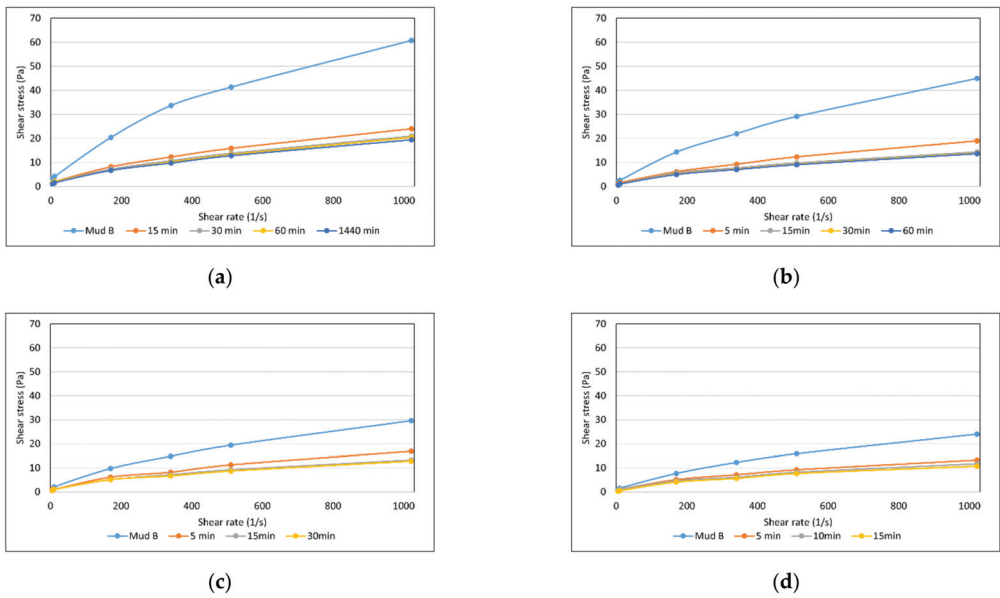 70
60
50
40
30
20
10
0
Shear stress (Pa)
0 200 400 600 800 1000
Shear rate (1/s)
Mud B 15 min 30 min 60 min 1440 min
(a)
70
60
50
40
30
20
10
0
Shear stress (Pa)
0 200 400 600 800 1000
Shear rate (1/s)
Mud B 5 min 15min 30min 60 min
(b)
70
60
50
40
30
20
10
0
Shear stress (Pa)
0 200 400 600 800 1000
Shear rate (1/s)
Mud B 5 min 15min 30min
(c)
70
60
50
40
30
20
10
0
Shear stress (Pa)
0 200 400 600 800 1000
Shear rate (1/s)
Mud B 5 min 10min 15min
(d)